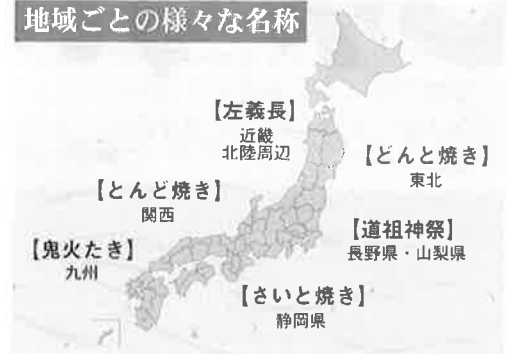 地域ごとの様々な名称
【左義長】
近畿
北陸周辺
【どんと焼き】
東北
【とんど焼き】
関西
【道祖神祭】
長野県・山梨県
【鬼火たき】
九州
【さいと焼き】
静岡県